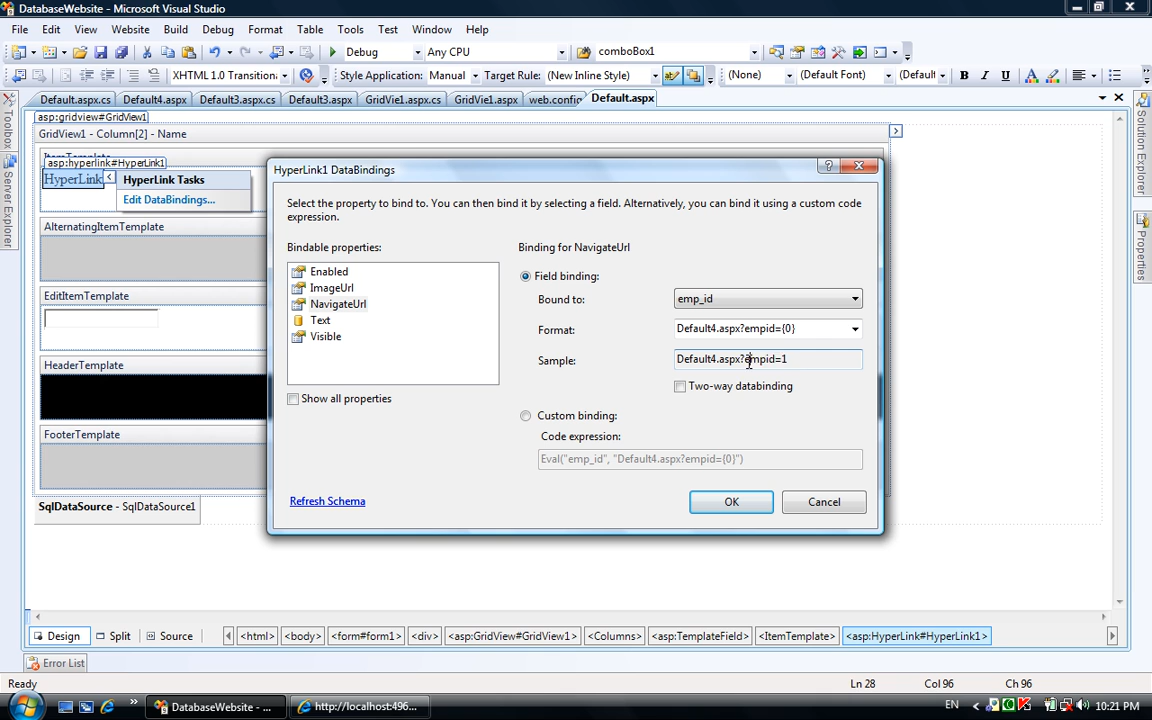 DatabaseWebsite - Microsoft Visual Studio
File Edit View Website Build Debug Format Table Tools Test Window Help
Debug Any CPU comboBox1
XHTML 1.0 Transition Style Application: Manual Target Rule: (New Inline Style) (None) (Default Font) (Default B I U A
Default.aspx.cs Default4.aspx Default3.aspx.cs Default3.aspx GridVie1.aspx.cs GridVie1.aspx web.config Default.aspx
Toolbox
Server Explorer
Solution Explorer
Properties
asp:gridview#GridView1
GridView1 - Column[2] - Name
ItemTemplate
asp:hyperlink#HyperLink1
HyperLink
HyperLink Tasks
Edit DataBindings...
AlternatingItemTemplate
EditItemTemplate
HeaderTemplate
FooterTemplate
SqlDataSource - SqlDataSource1
HyperLink1 DataBindings
Select the property to bind to. You can then bind it by selecting a field. Alternatively, you can bind it using a custom code
expression.
Bindable properties:
Enabled
ImageUrl
NavigateUrl
Text
Visible
Show all properties
Refresh Schema
Binding for NavigateUrl
Field binding:
Bound to: emp_id
Format: Default4.aspx?empid={0}
Sample: Default4.aspx?empid=1
Two-way databinding
Custom binding:
Code expression:
Eval("emp_id", "Default4.aspx?empid={0}")
OK Cancel
Design Split Source <html> <body> <form#form1> <div> <asp:GridView#GridView1> <Columns> <asp:TemplateField> <ItemTemplate> <asp:HyperLink#HyperLink1>
Error List
Ready Ln 28 Col 96 Ch 96
DatabaseWebsite - ... http://localhost:496... EN 10:21 PM